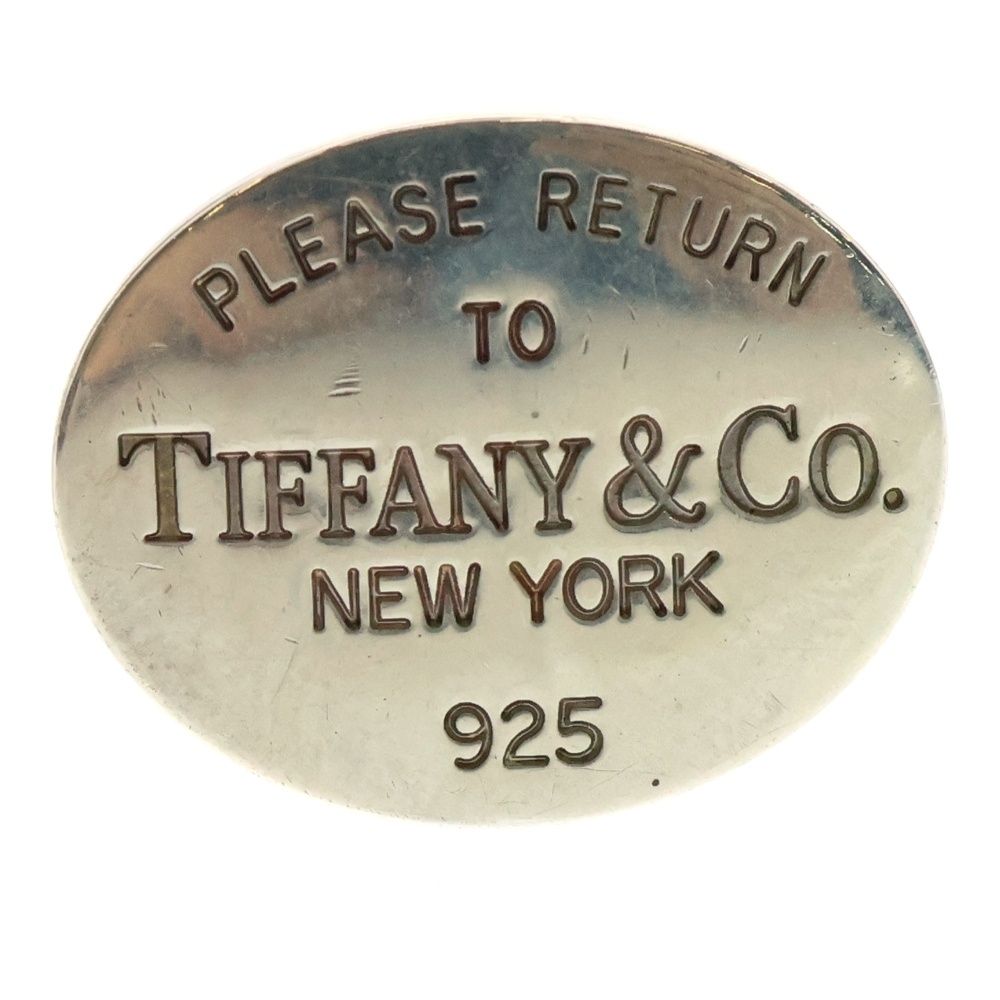 PLEASE RETURN
TO
TIFFANY & CO.
NEW YORK
925